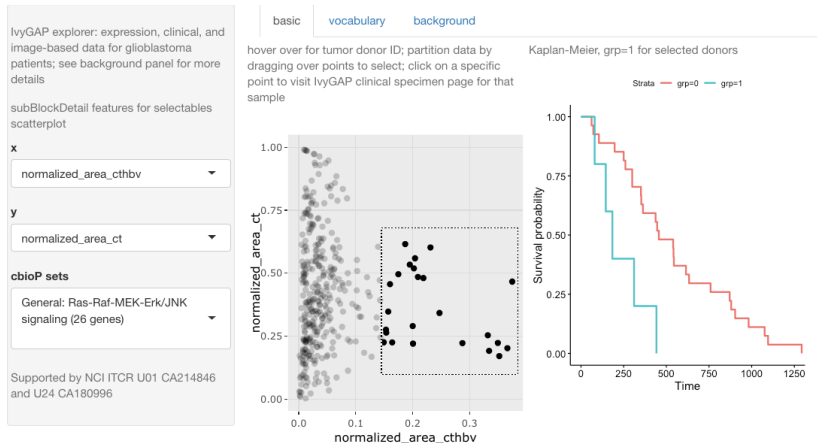 IvyGAP explorer: expression, clinical, and
image-based data for glioblastoma
patients; see background panel for more
details
subBlockDetail features for selectables
scatterplot
x
normalized_area_cthbv
y
normalized_area_ct
cbioP sets
General: Ras-Raf-MEK-Erk/JNK
signaling (26 genes)
Supported by NCI ITCR U01 CA214846
and U24 CA180996
basic vocabulary background
hover over for tumor donor ID; partition data by
dragging over points to select; click on a specific
point to visit IvyGAP clinical specimen page for that
sample
normalized_area_ct
1.00
0.75
0.50
0.25
0.00
0.0 0.1 0.2 0.3
normalized_area_cthbv
Kaplan-Meier, grp=1 for selected donors
Strata grp=0 grp=1
Survival probability
1.00
0.75
0.50
0.25
0.00
0 250 500 750 1000 1250
Time